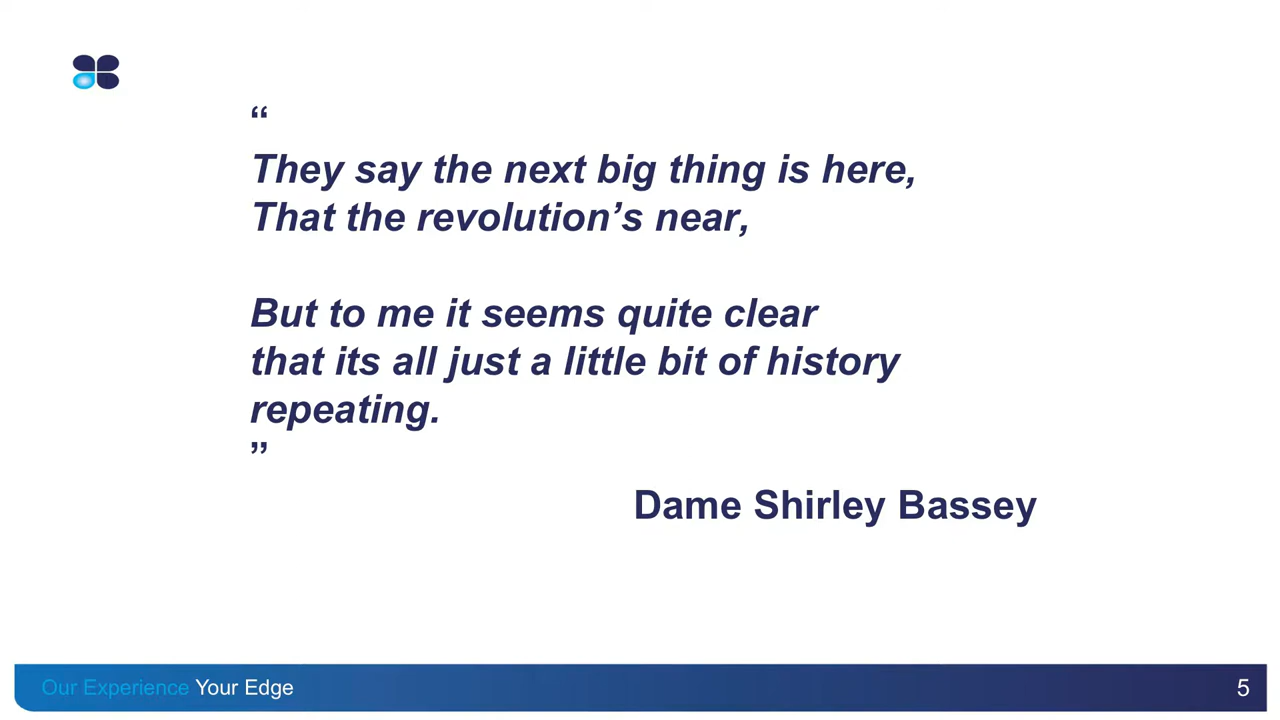 “
They say the next big thing is here,
That the revolution’s near,
But to me it seems quite clear
that its all just a little bit of history
repeating.
”
Dame Shirley Bassey
Our Experience Your Edge
5